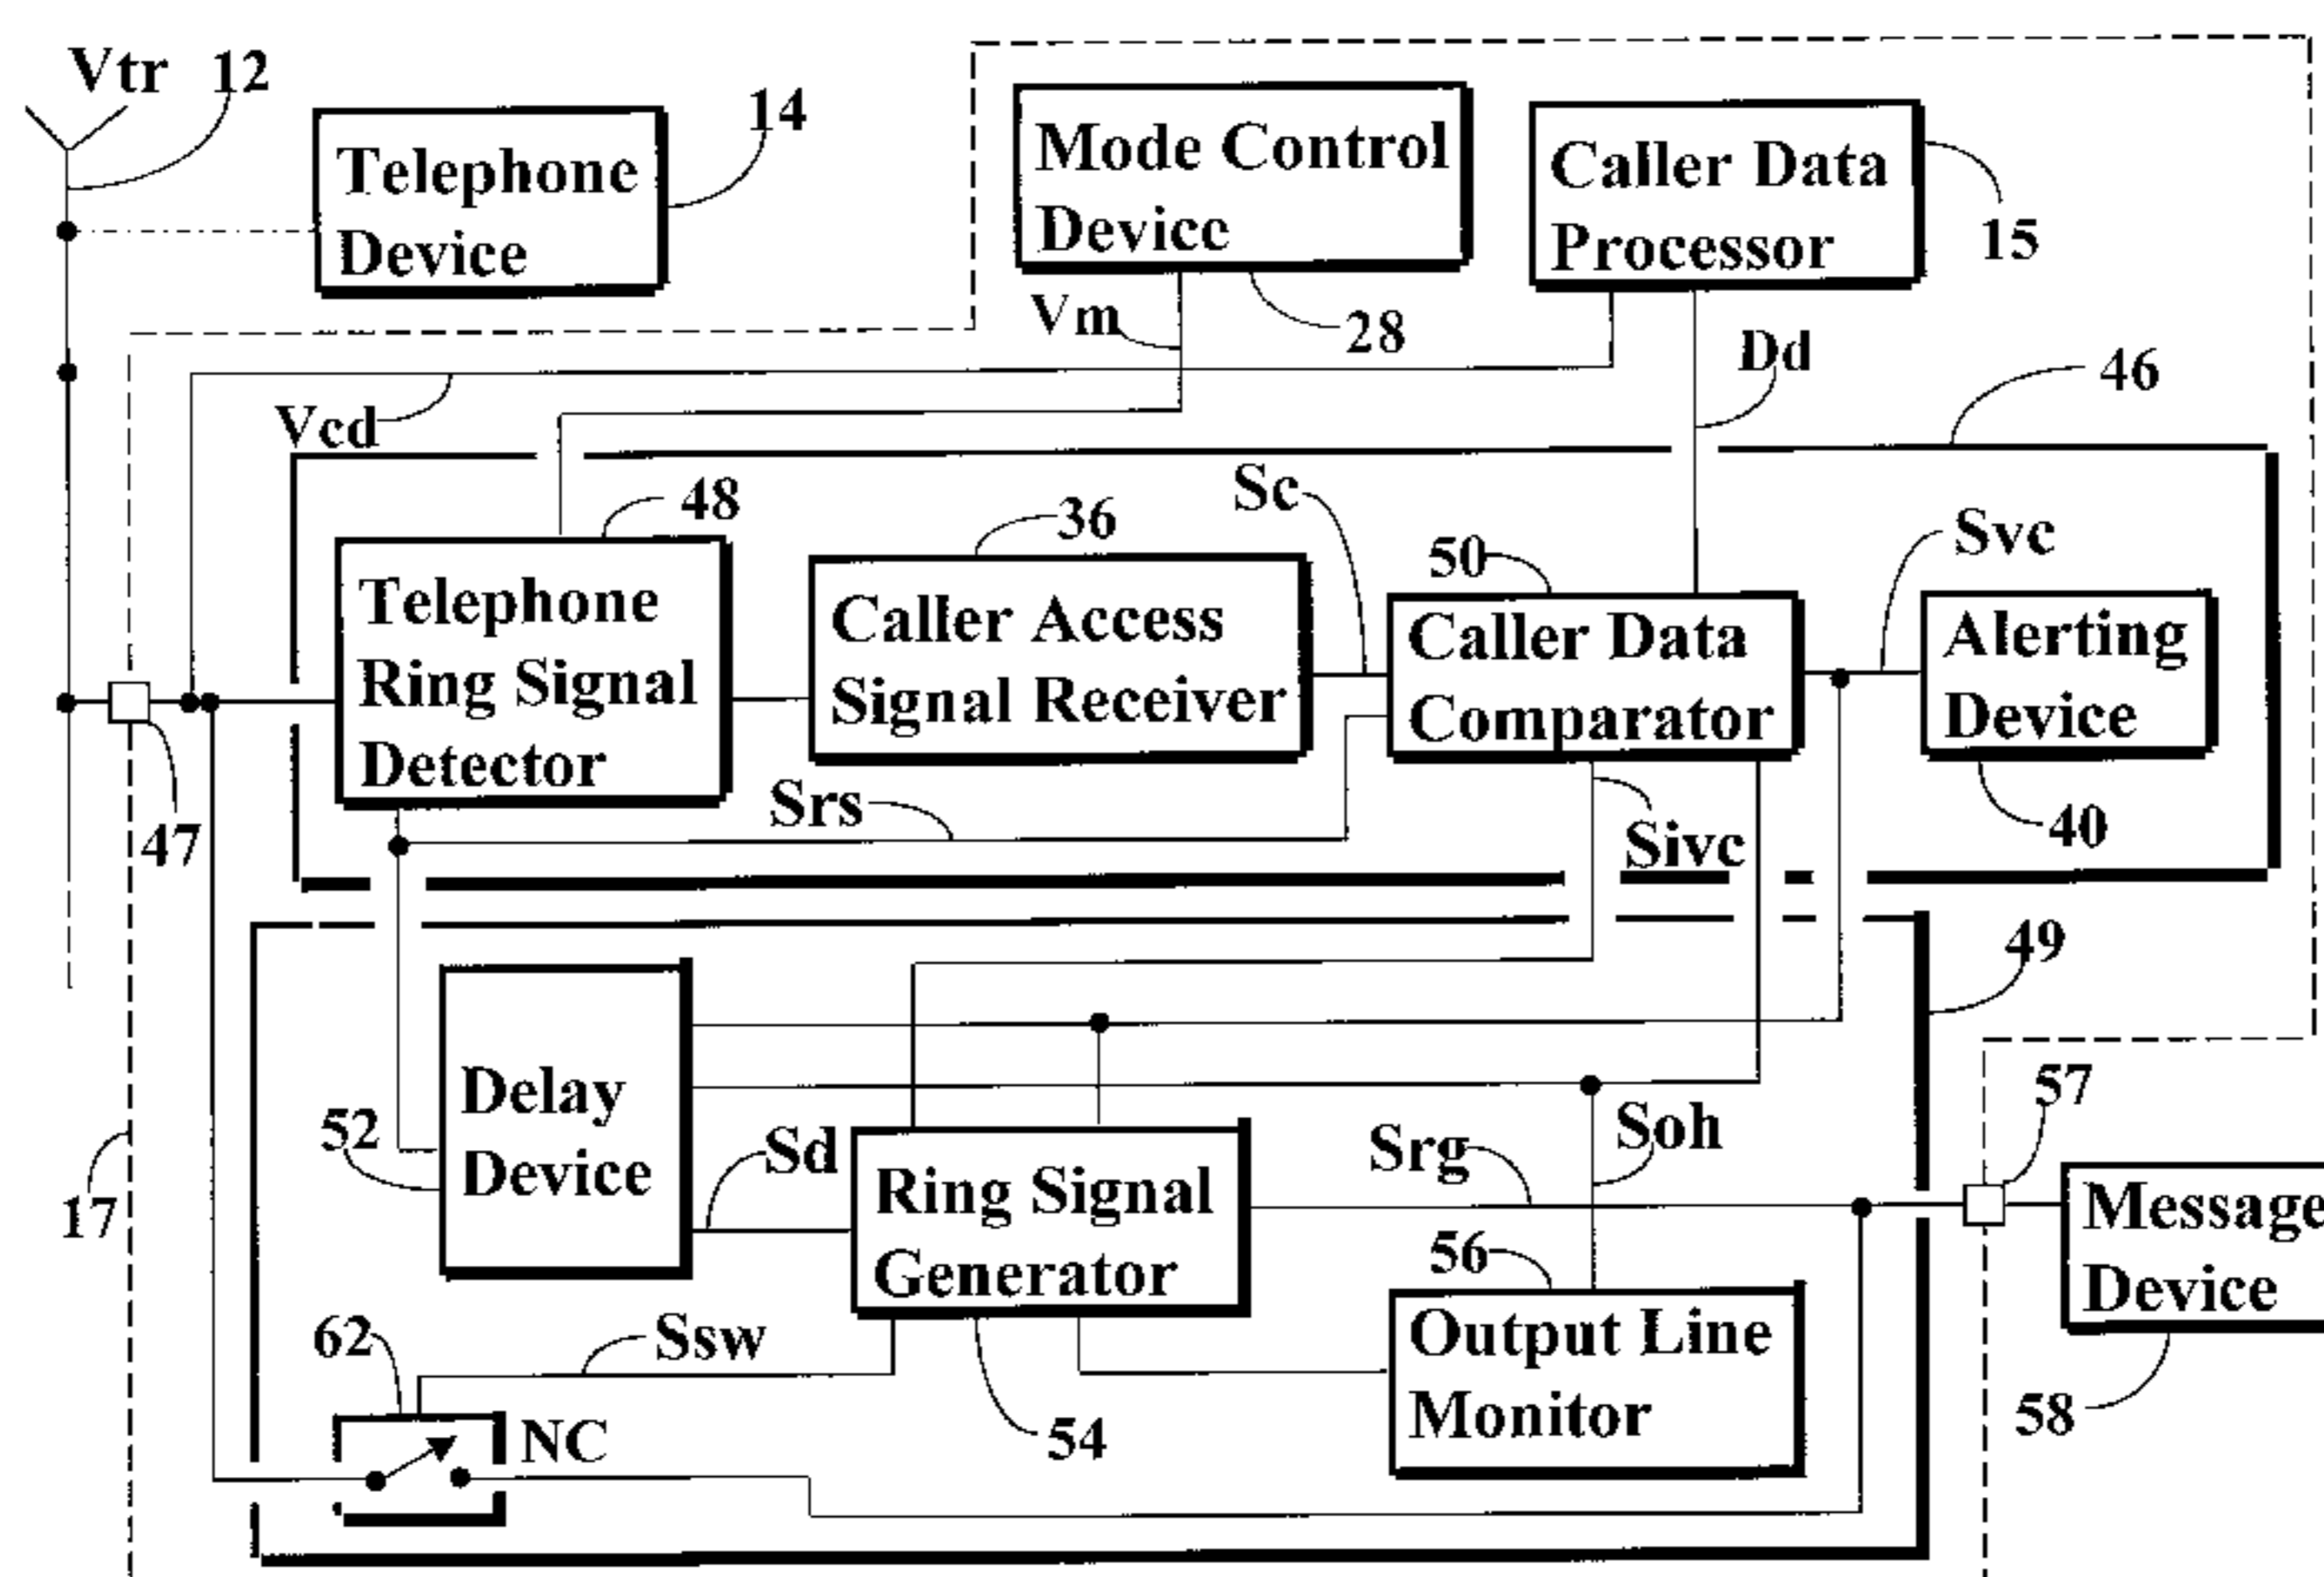 Vtr
12
Telephone
Device
14
Mode Control
Device
28
Caller Data
Processor
15
Vm
Dd
46
Vcd
48
36
Sc
50
Svc
Telephone
Ring Signal
Detector
Caller Access
Signal Receiver
Caller Data
Comparator
Alerting
Device
47
Srs
Sivc
40
49
Delay
Device
52
17
Sd
Srg
Soh
57
Ring Signal
Generator
56
Message
Device
62
Ssw
Output Line
Monitor
58
NC
54